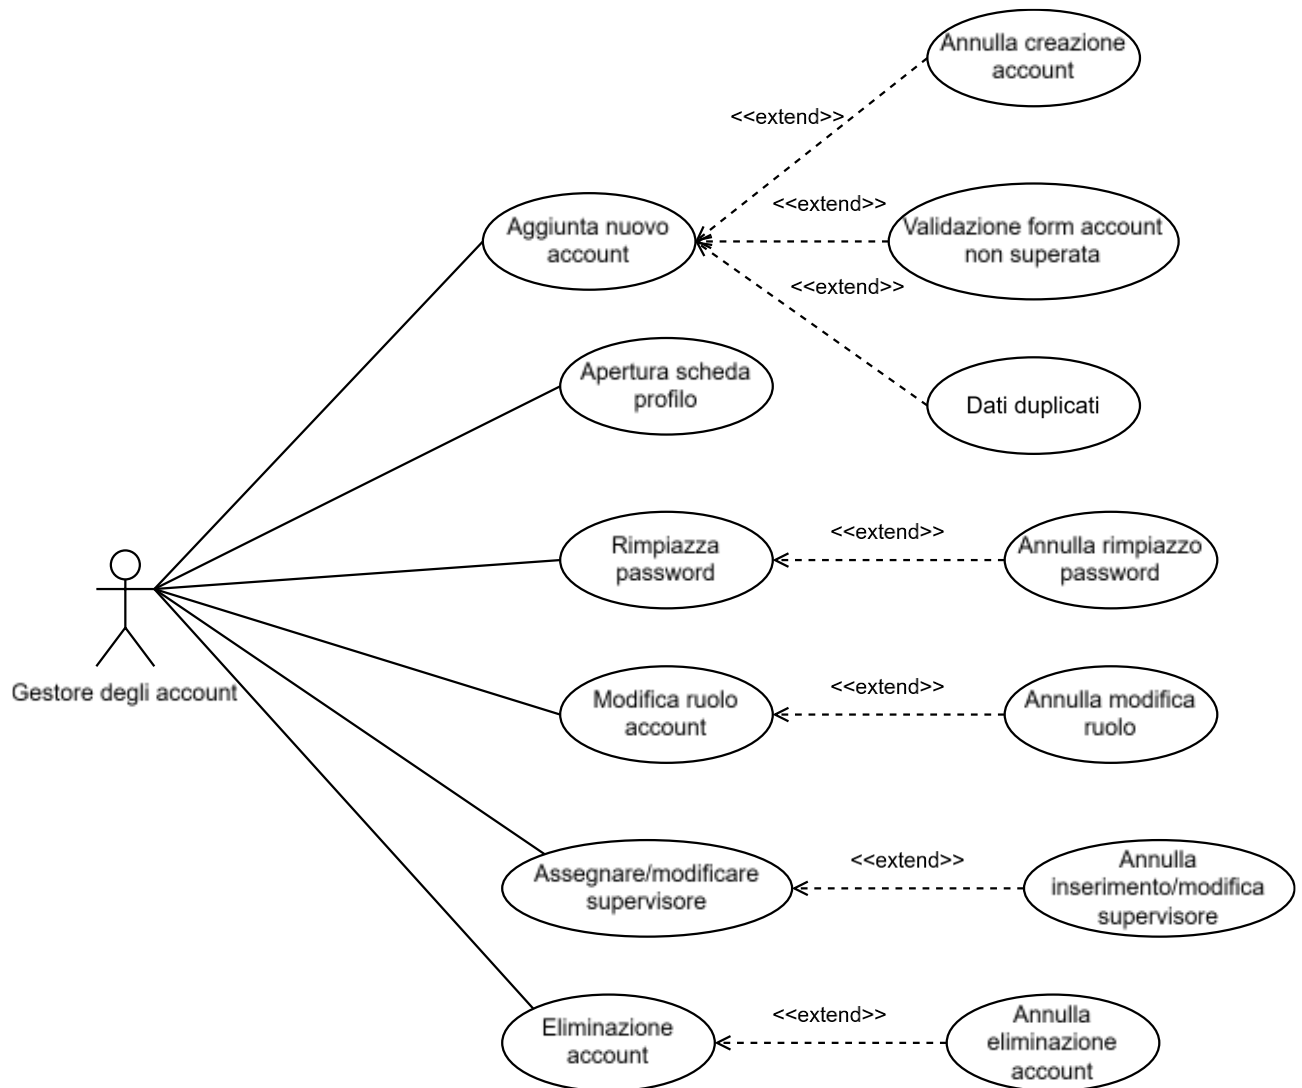 Annulla creazione
account
<<extend>>
<<extend>>
Aggiunta nuovo
account
Validazione form account
non superata
<<extend>>
Apertura scheda
profilo
Dati duplicati
Rimpiazza
password
<<extend>>
Annulla rimpiazzo
password
Gestore degli account
Modifica ruolo
account
<<extend>>
Annulla modifica
ruolo
Assegnare/modificare
supervisore
<<extend>>
Annulla
inserimento/modifica
supervisore
Eliminazione
account
<<extend>>
Annulla
eliminazione
account